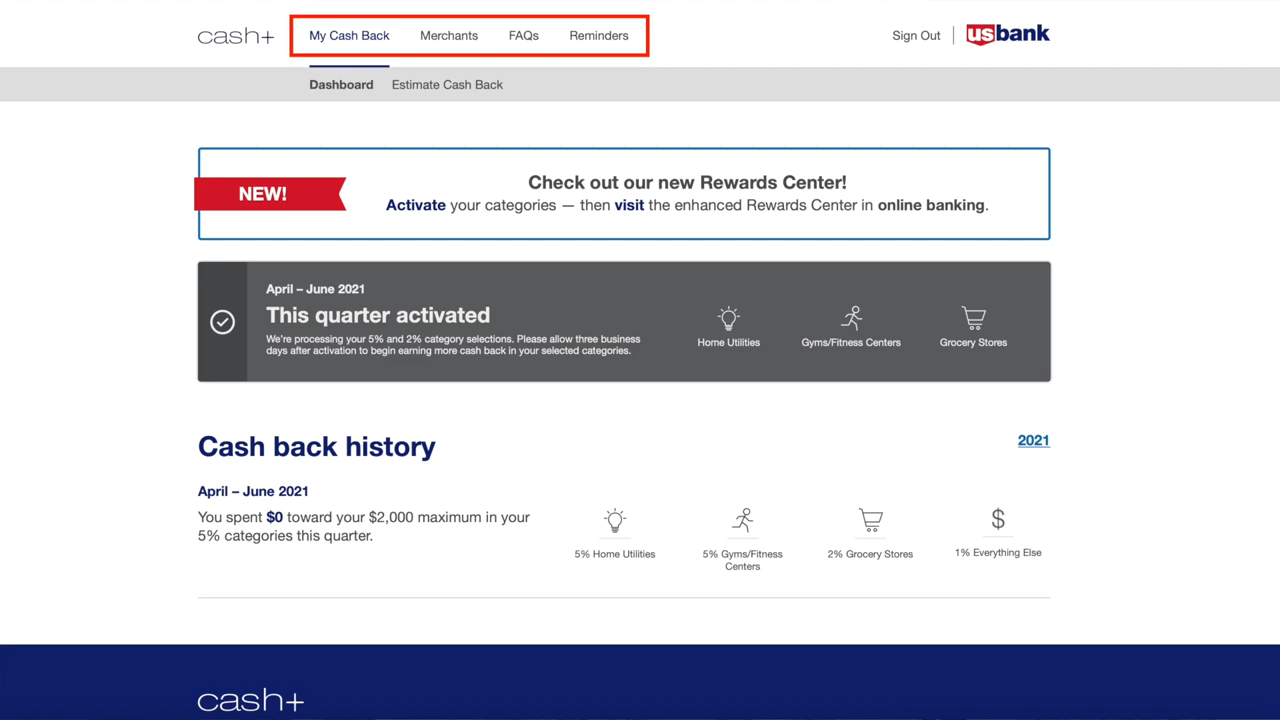 cash+ My Cash Back Merchants FAQs Reminders Sign Out usbank
Dashboard Estimate Cash Back
NEW!
Check out our new Rewards Center!
Activate your categories — then visit the enhanced Rewards Center in online banking.
April – June 2021
This quarter activated
We're processing your 5% and 2% category selections. Please allow three business
days after activation to begin earning more cash back in your selected categories.
Home Utilities Gyms/Fitness Centers Grocery Stores
Cash back history
2021
April – June 2021
You spent $0 toward your $2,000 maximum in your
5% categories this quarter.
$
5% Home Utilities 5% Gyms/Fitness 2% Grocery Stores 1% Everything Else
Centers
cash+